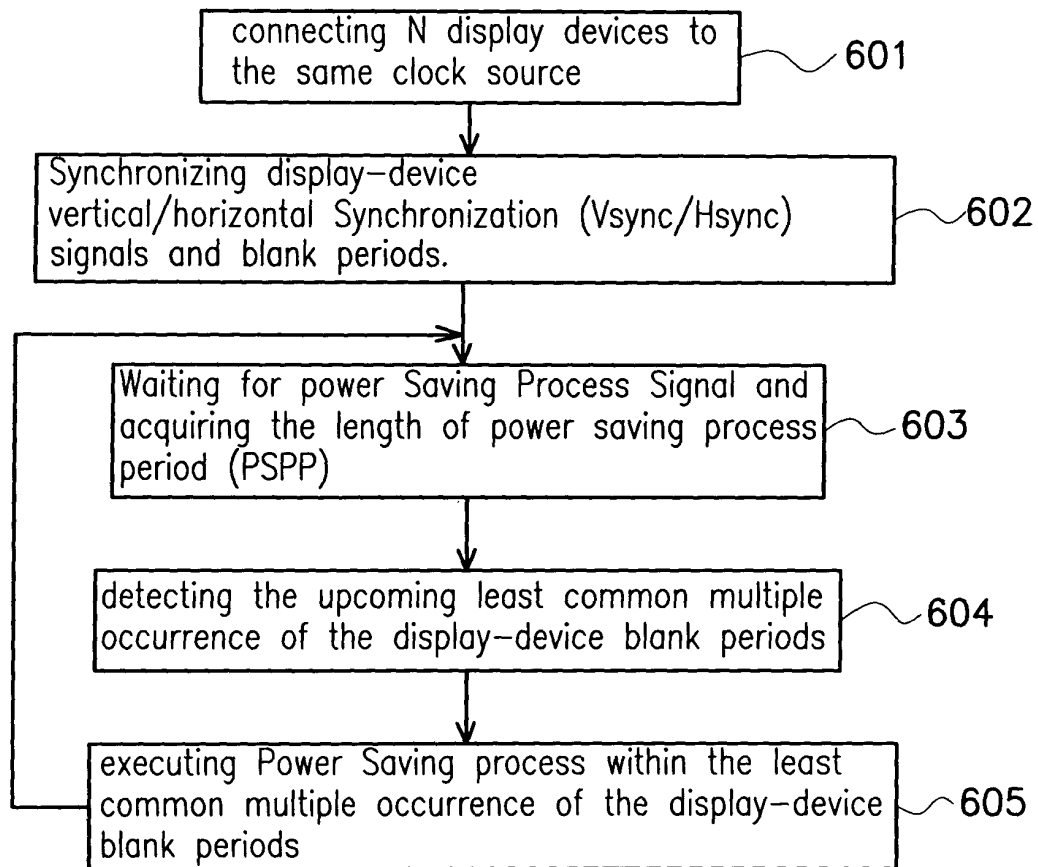 connecting N display devices to
the same clock source
601
Synchronizing display-device
vertical/horizontal Synchronization (Vsync/Hsync)
signals and blank periods.
602
Waiting for power Saving Process Signal and
acquiring the length of power saving process
period (PSPP)
603
detecting the upcoming least common multiple
occurrence of the display-device blank periods
604
executing Power Saving process within the least
common multiple occurrence of the display-device
blank periods
605